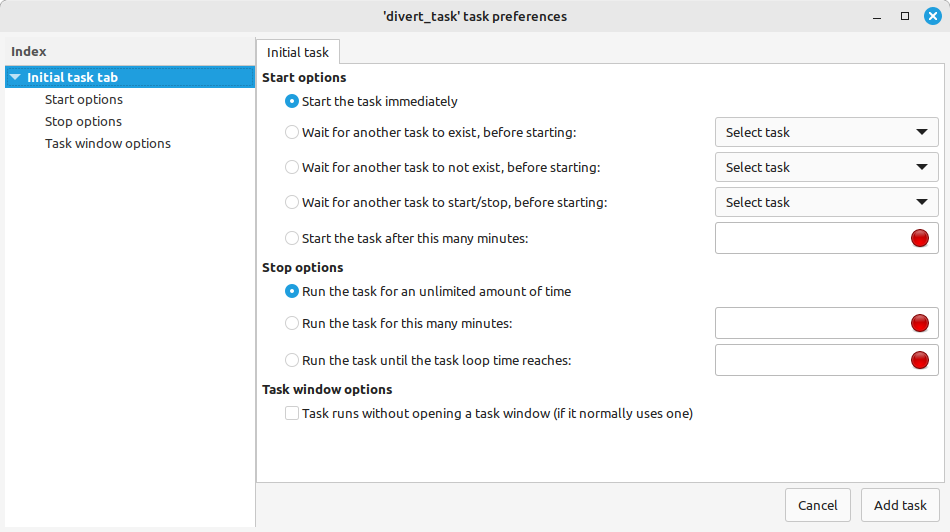 'divert_task' task preferences
Index
Initial task tab
Start options
Stop options
Task window options
Initial task
Start options
Start the task immediately
Wait for another task to exist, before starting: Select task
Wait for another task to not exist, before starting: Select task
Wait for another task to start/stop, before starting: Select task
Start the task after this many minutes:
Stop options
Run the task for an unlimited amount of time
Run the task for this many minutes:
Run the task until the task loop time reaches:
Task window options
Task runs without opening a task window (if it normally uses one)
Cancel Add task